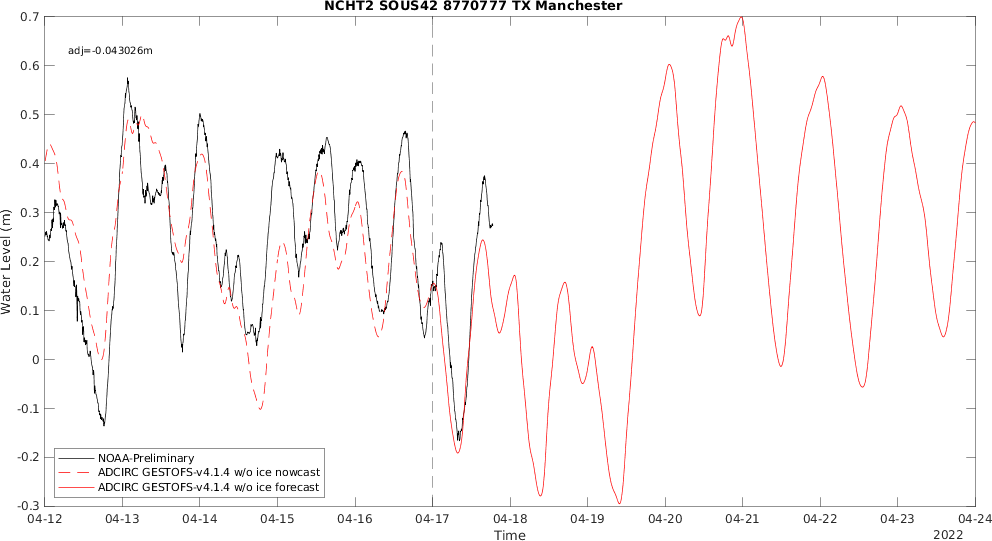 NCHT2 SOUS42 8770777 TX Manchester
adj=-0.043026m
0.7
0.6
0.5
0.4
0.3
0.2
0.1
0
-0.1
-0.2
-0.3
Water Level (m)
NOAA-Preliminary
ADCIRC GESTOFS-v4.1.4 w/o ice nowcast
ADCIRC GESTOFS-v4.1.4 w/o ice forecast
04-12 04-13 04-14 04-15 04-16 04-17 04-18 04-19 04-20 04-21 04-22 04-23 04-24
Time
2022